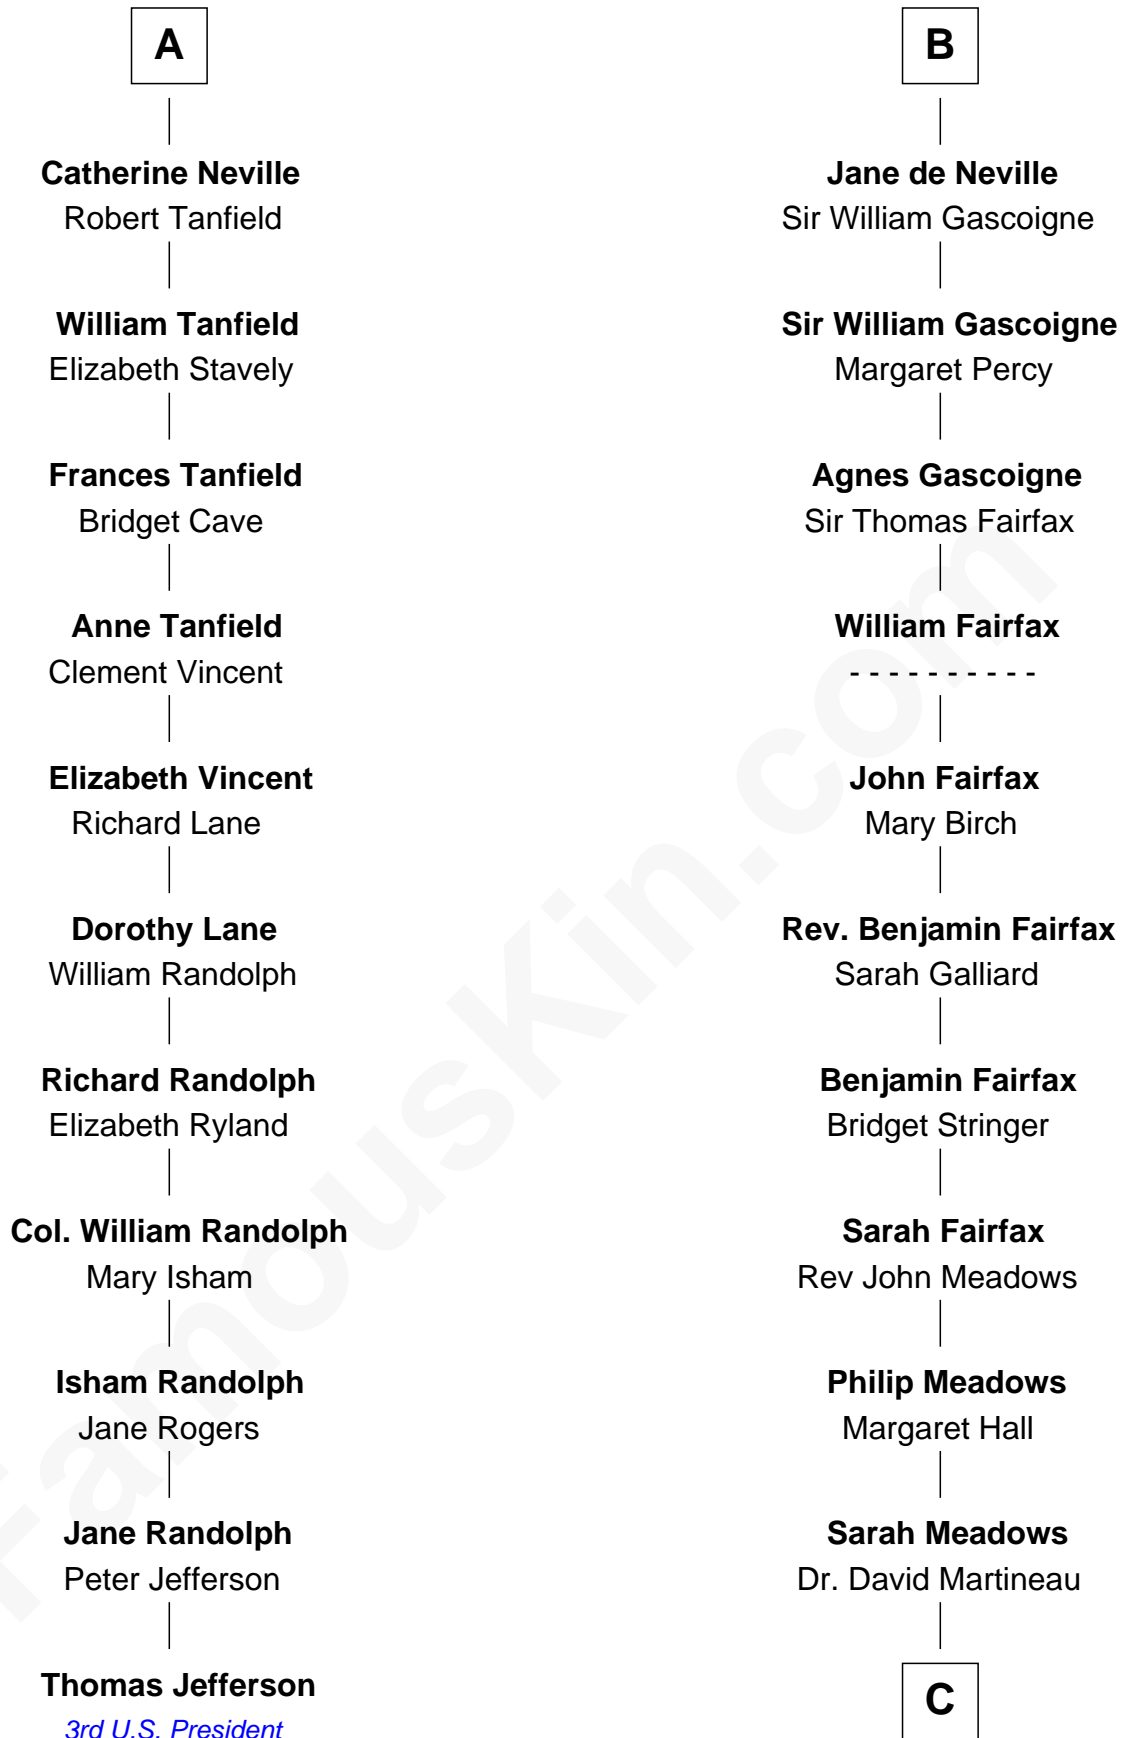 A
Catherine Neville
Robert Tanfield
William Tanfield
Elizabeth Stavely
Frances Tanfield
Bridget Cave
Anne Tanfield
Clement Vincent
Elizabeth Vincent
Richard Lane
Dorothy Lane
William Randolph
Richard Randolph
Elizabeth Ryland
Col. William Randolph
Mary Isham
Isham Randolph
Jane Rogers
Jane Randolph
Peter Jefferson
Thomas Jefferson
3rd U.S. President
B
Jane de Neville
Sir William Gascoigne
Sir William Gascoigne
Margaret Percy
Agnes Gascoigne
Sir Thomas Fairfax
William Fairfax
- - - - - - - - - -
John Fairfax
Mary Birch
Rev. Benjamin Fairfax
Sarah Galliard
Benjamin Fairfax
Bridget Stringer
Sarah Fairfax
Rev John Meadows
Philip Meadows
Margaret Hall
Sarah Meadows
Dr. David Martineau
C
FamousKin.com